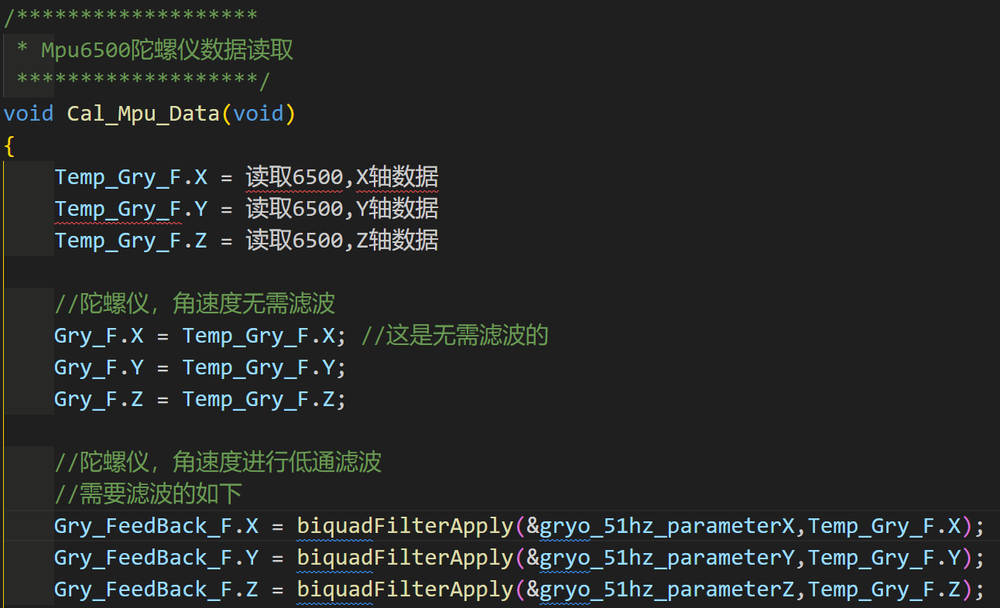 /*******************
* Mpu6500陀螺仪数据读取
*******************/
void Cal_Mpu_Data(void)
{
Temp_Gry_F.X = 读取6500,X轴数据
Temp_Gry_F.Y = 读取6500,Y轴数据
Temp_Gry_F.Z = 读取6500,Z轴数据
//陀螺仪, 角速度无需滤波
Gry_F.X = Temp_Gry_F.X; //这是无需滤波的
Gry_F.Y = Temp_Gry_F.Y;
Gry_F.Z = Temp_Gry_F.Z;
//陀螺仪, 角速度进行低通滤波
//需要滤波的如下
Gry_FeedBack_F.X = biquadFilterApply(&gryo_51hz_parameterX,Temp_Gry_F.X);
Gry_FeedBack_F.Y = biquadFilterApply(&gryo_51hz_parameterY,Temp_Gry_F.Y);
Gry_FeedBack_F.Z = biquadFilterApply(&gryo_51hz_parameterZ,Temp_Gry_F.Z);